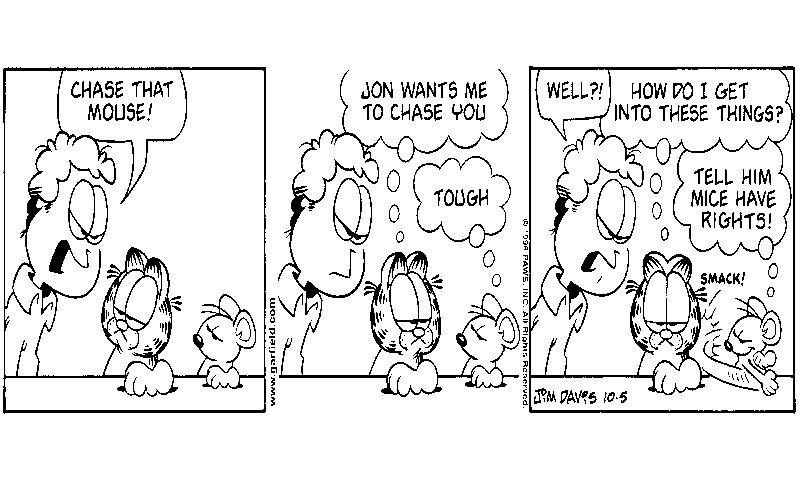 CHASE THAT
MOUSE!
www.garfield.com
JON WANTS ME
TO CHASE YOU
TOUGH
© 1998 PAWS, INC. All Rights Reserved.
WELL?!
HOW DO I GET
INTO THESE THINGS?
TELL HIM
MICE HAVE
RIGHTS!
SMACK!
JIM DAVIS 10-5